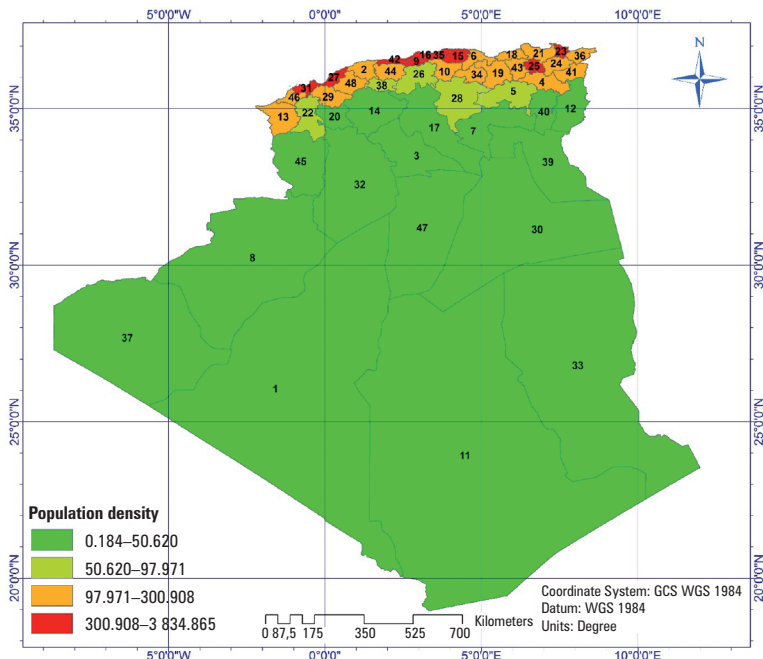 5°0'0"W 0°0'0" 5°0'0"E 10°0'0"E
N
42 16 35 15 6 18 21 23 36
27 2 44 9 26 10 34 19 43 25 24 41
31 48 38 4
46 29 28 5
35°0'0"N 35°0'0"N
13 22 20 14 17 7 40 12
45 3 39
32
47 30
8
30°0'0"N 30°0'0"N
37
33
1
25°0'0"N 25°0'0"N
11
Population density
0.184–50.620
50.620–97.971
97.971–300.908
300.908–3 834.865
20°0'0"N 20°0'0"N
Coordinate System: GCS WGS 1984
Datum: WGS 1984
Units: Degree
Kilometers
0 87,5 175 350 525 700
5°0'0"W 0°0'0" 5°0'0"E 10°0'0"E